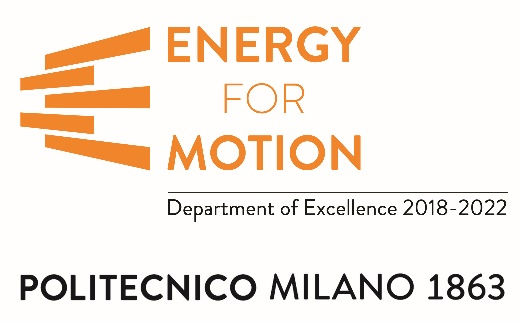 ENERGY
FOR
MOTION
Department of Excellence 2018-2022
POLITECNICO MILANO 1863